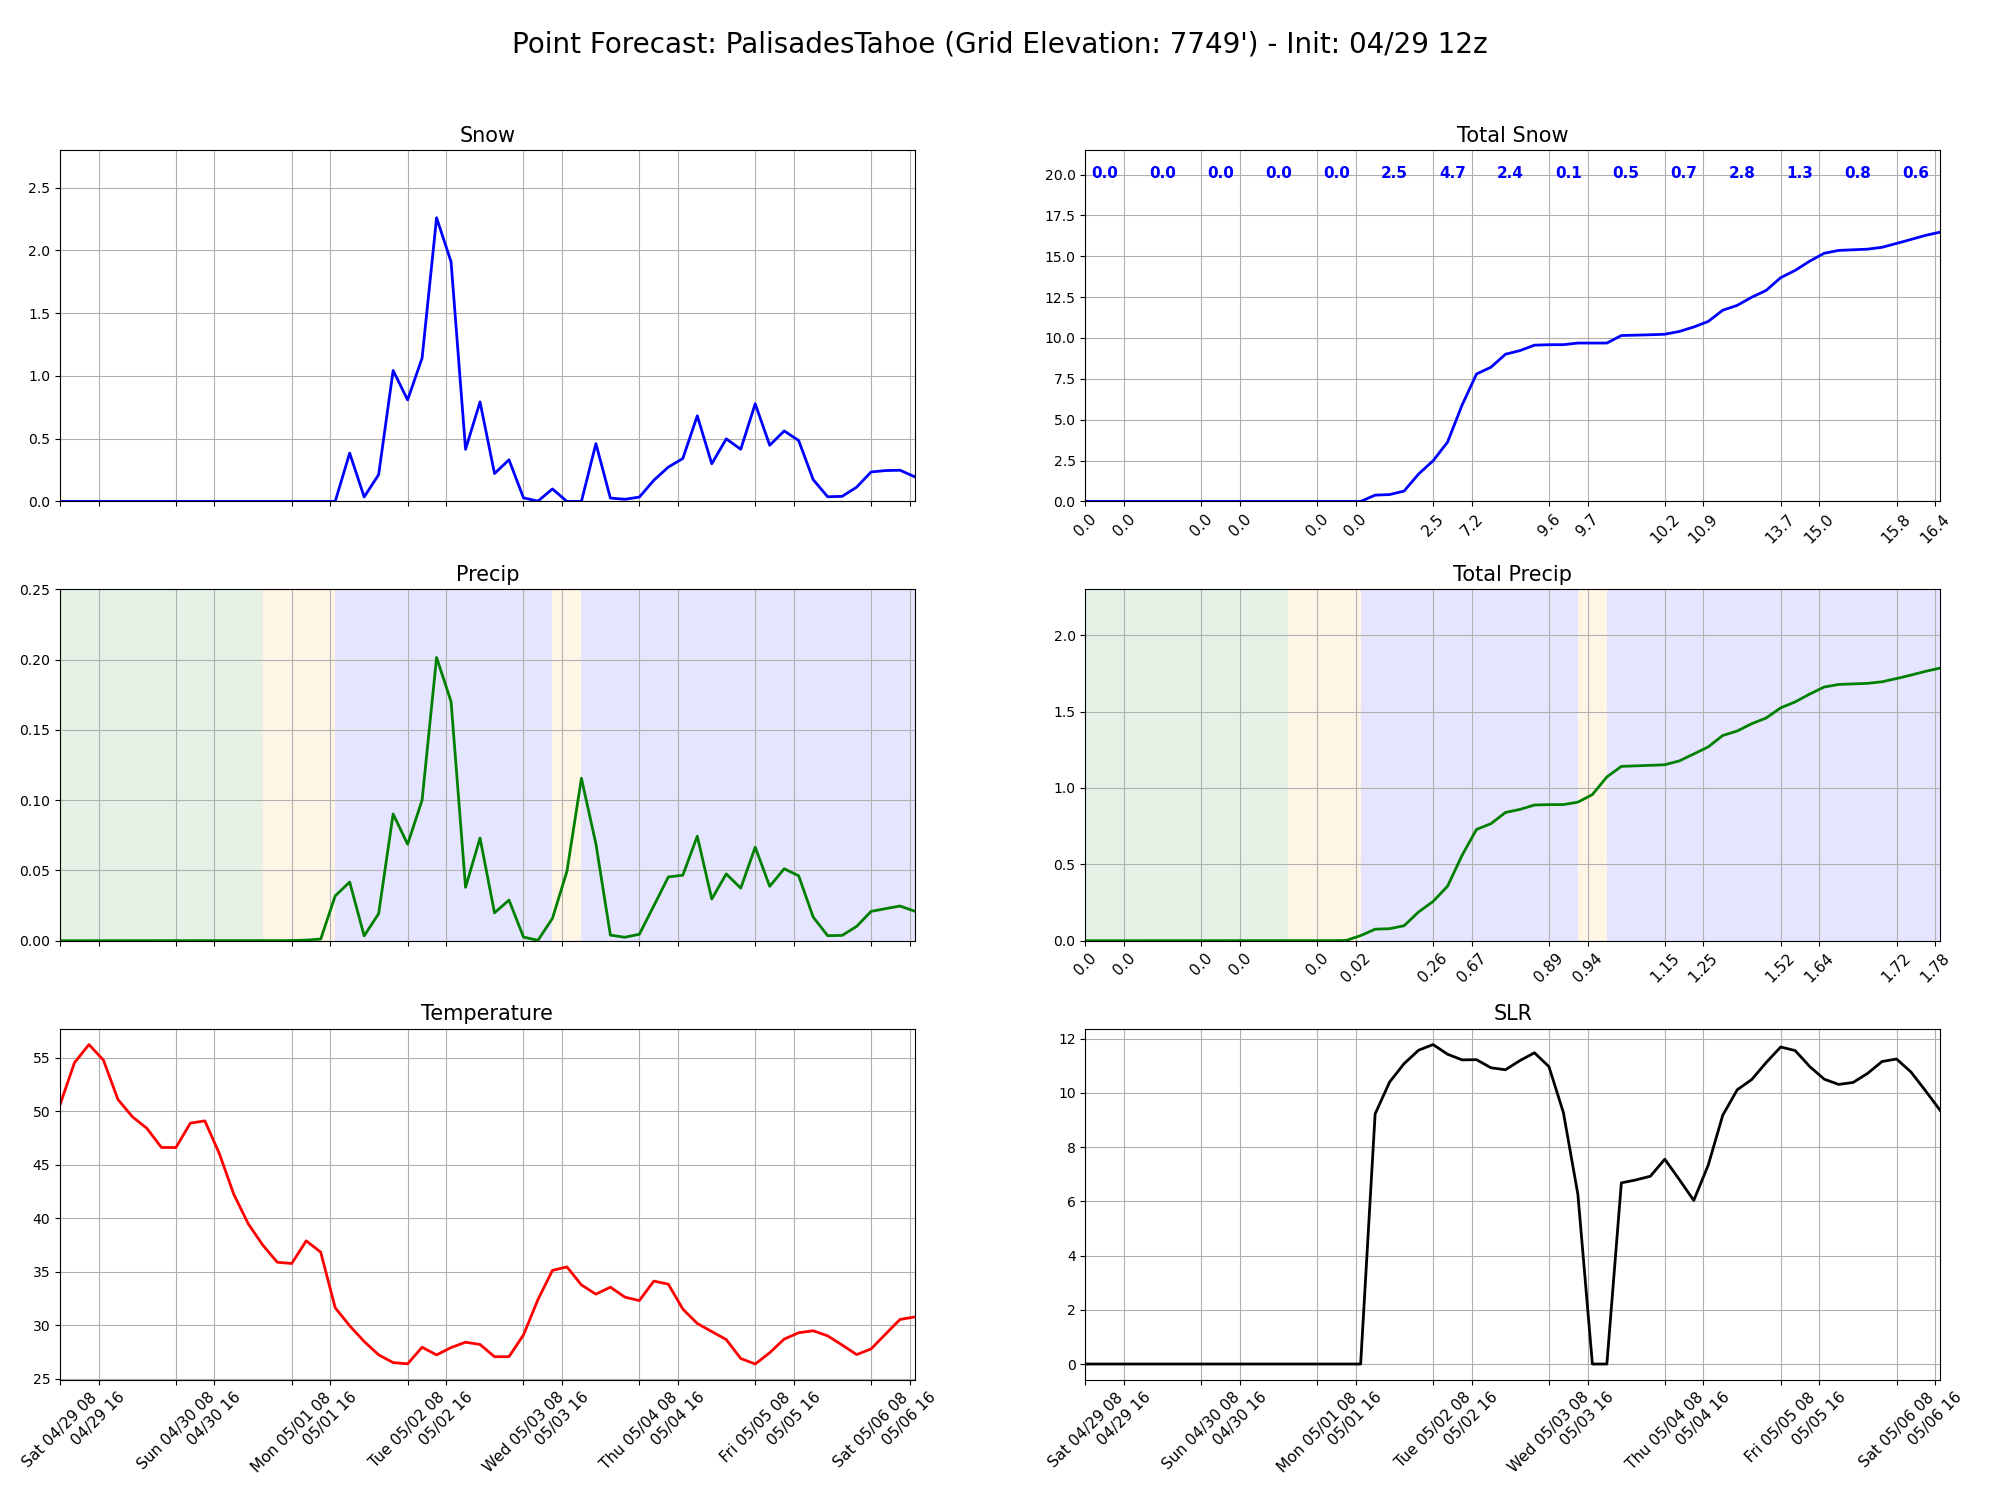 Point Forecast: PalisadesTahoe (Grid Elevation: 7749') - Init: 04/29 12z
Snow
2.5
2.0
1.5
1.0
0.5
0.0
Total Snow
0.0 0.0 0.0 0.0 0.0 2.5 4.7 2.4 0.1 0.5 0.7 2.8 1.3 0.8 0.6
20.0
17.5
15.0
12.5
10.0
7.5
5.0
2.5
0.0
0.0 0.0 0.0 0.0 0.0 0.0 2.5 7.2 9.6 9.7 10.2 10.9 13.7 15.0 15.8 16.4
Precip
0.25
0.20
0.15
0.10
0.05
0.00
Total Precip
2.0
1.5
1.0
0.5
0.0
0.0 0.0 0.0 0.0 0.0 0.02 0.26 0.67 0.89 0.94 1.15 1.25 1.52 1.64 1.72 1.78
Temperature
55
50
45
40
35
30
25
Sat 04/29 08
04/29 16
Sun 04/30 08
04/30 16
Mon 05/01 08
05/01 16
Tue 05/02 08
05/02 16
Wed 05/03 08
05/03 16
Thu 05/04 08
05/04 16
Fri 05/05 08
05/05 16
Sat 05/06 08
05/06 16
SLR
12
10
8
6
4
2
0
Sat 04/29 08
04/29 16
Sun 04/30 08
04/30 16
Mon 05/01 08
05/01 16
Tue 05/02 08
05/02 16
Wed 05/03 08
05/03 16
Thu 05/04 08
05/04 16
Fri 05/05 08
05/05 16
Sat 05/06 08
05/06 16